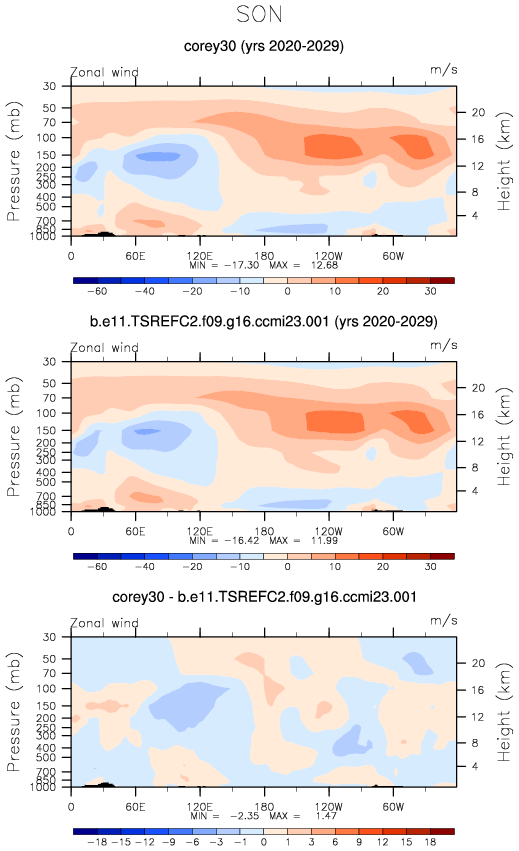 SON
corey30 (yrs 2020-2029)
Zonal wind m/s
Pressure (mb)
30
50
70
100
150
200
250
300
400
500
700
850
1000
Height (km)
20
16
12
8
4
0 60E 120E 180 120W 60W
MIN = -17.30 MAX = 12.68
-60 -40 -20 -10 0 10 20 30
b.e11.TSREFC2.f09.g16.ccmi23.001 (yrs 2020-2029)
Zonal wind m/s
Pressure (mb)
30
50
70
100
150
200
250
300
400
500
700
850
1000
Height (km)
20
16
12
8
4
0 60E 120E 180 120W 60W
MIN = -16.42 MAX = 11.99
-60 -40 -20 -10 0 10 20 30
corey30 - b.e11.TSREFC2.f09.g16.ccmi23.001
Zonal wind m/s
Pressure (mb)
30
50
70
100
150
200
250
300
400
500
700
850
1000
Height (km)
20
16
12
8
4
0 60E 120E 180 120W 60W
MIN = -2.35 MAX = 1.47
-18 -15 -12 -9 -6 -3 -1 0 1 3 6 9 12 15 18